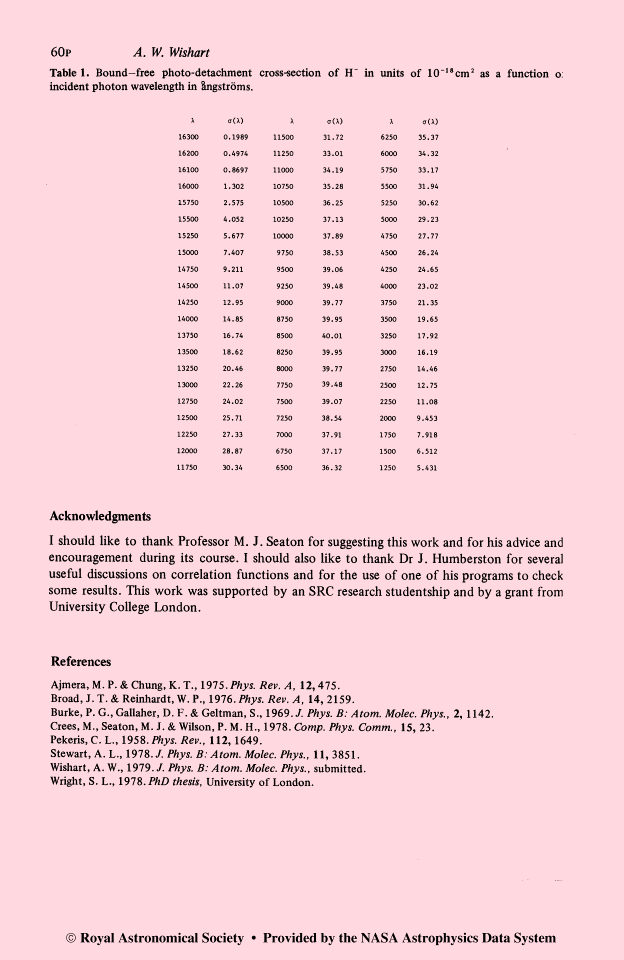 60P A. W. Wishart
Table 1. Bound–free photo-detachment cross-section of H⁻ in units of 10⁻¹⁸ cm² as a function o
incident photon wavelength in ångströms.
λ σ(λ) λ σ(λ) λ σ(λ)
16300 0.1989 11500 31.72 6250 35.37
16200 0.4974 11250 33.01 6000 34.32
16100 0.8697 11000 34.19 5750 33.17
16000 1.302 10750 35.28 5500 31.94
15750 2.575 10500 36.25 5250 30.62
15500 4.052 10250 37.13 5000 29.23
15250 5.677 10000 37.89 4750 27.77
15000 7.407 9750 38.53 4500 26.24
14750 9.211 9500 39.06 4250 24.65
14500 11.07 9250 39.48 4000 23.02
14250 12.95 9000 39.77 3750 21.35
14000 14.85 8750 39.95 3500 19.65
13750 16.74 8500 40.01 3250 17.92
13500 18.62 8250 39.95 3000 16.19
13250 20.46 8000 39.77 2750 14.46
13000 22.26 7750 39.48 2500 12.75
12750 24.02 7500 39.07 2250 11.08
12500 25.71 7250 38.54 2000 9.453
12250 27.33 7000 37.91 1750 7.918
12000 28.87 6750 37.17 1500 6.512
11750 30.34 6500 36.32 1250 5.431
Acknowledgments
I should like to thank Professor M. J. Seaton for suggesting this work and for his advice and
encouragement during its course. I should also like to thank Dr J. Humberston for several
useful discussions on correlation functions and for the use of one of his programs to check
some results. This work was supported by an SRC research studentship and by a grant from
University College London.
References
Ajmera, M. P. & Chung, K. T., 1975. Phys. Rev. A, 12, 475.
Broad, J. T. & Reinhardt, W. P., 1976. Phys. Rev. A, 14, 2159.
Burke, P. G., Gallaher, D. F. & Geltman, S., 1969. J. Phys. B: Atom. Molec. Phys., 2, 1142.
Crees, M., Seaton, M. J. & Wilson, P. M. H., 1978. Comp. Phys. Comm., 15, 23.
Pekeris, C. L., 1958. Phys. Rev., 112, 1649.
Stewart, A. L., 1978. J. Phys. B: Atom. Molec. Phys., 11, 3851.
Wishart, A. W., 1979. J. Phys. B: Atom. Molec. Phys., submitted.
Wright, S. L., 1978. PhD thesis, University of London.
© Royal Astronomical Society • Provided by the NASA Astrophysics Data System